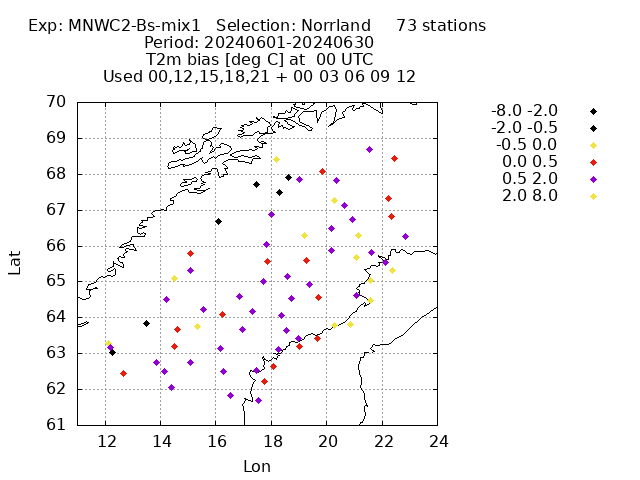 Exp: MNWC2-Bs-mix1 Selection: Norrland 73 stations
Period: 20240601-20240630
T2m bias [deg C] at 00 UTC
Used 00,12,15,18,21 + 00 03 06 09 12
-8.0 -2.0
-2.0 -0.5
-0.5 0.0
0.0 0.5
0.5 2.0
2.0 8.0
70
69
68
67
66
65
64
63
62
61
Lat
12 14 16 18 20 22 24
Lon